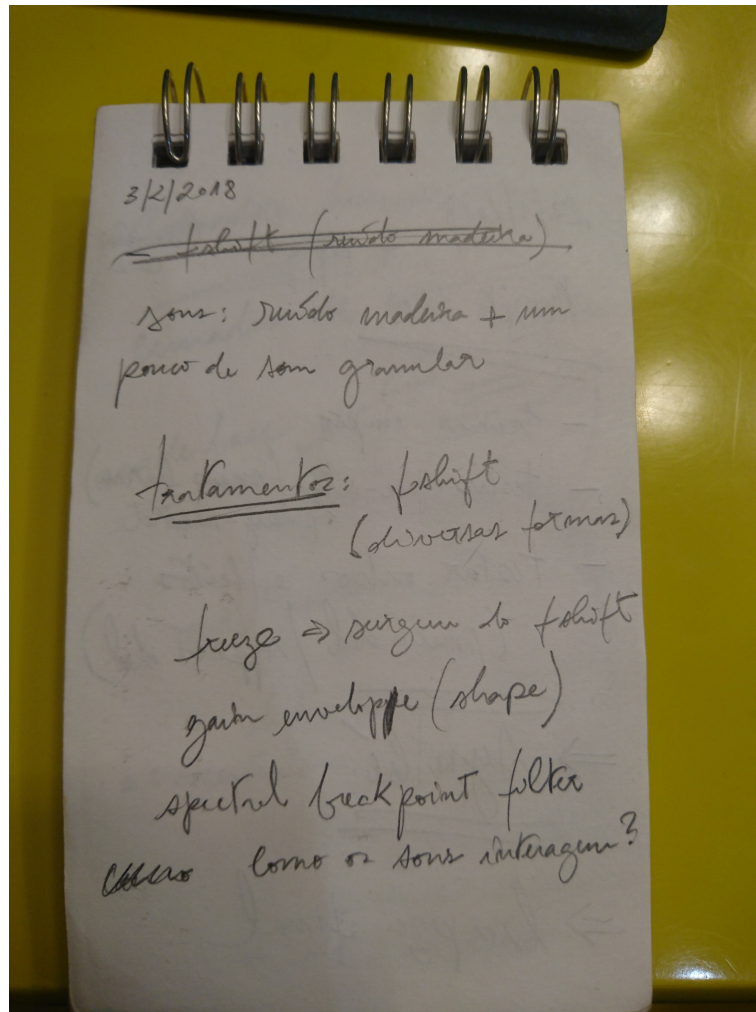 3/2/2018
- fshift (ruído madeira)
sons: ruído madeira + um
pouco de som granular
tratamentos: fshift
(diversas formas)
freeze ⇒ surgem do fshift
gain enveloppe (shape)
spectral breakpoint filter
como os sons interagem?